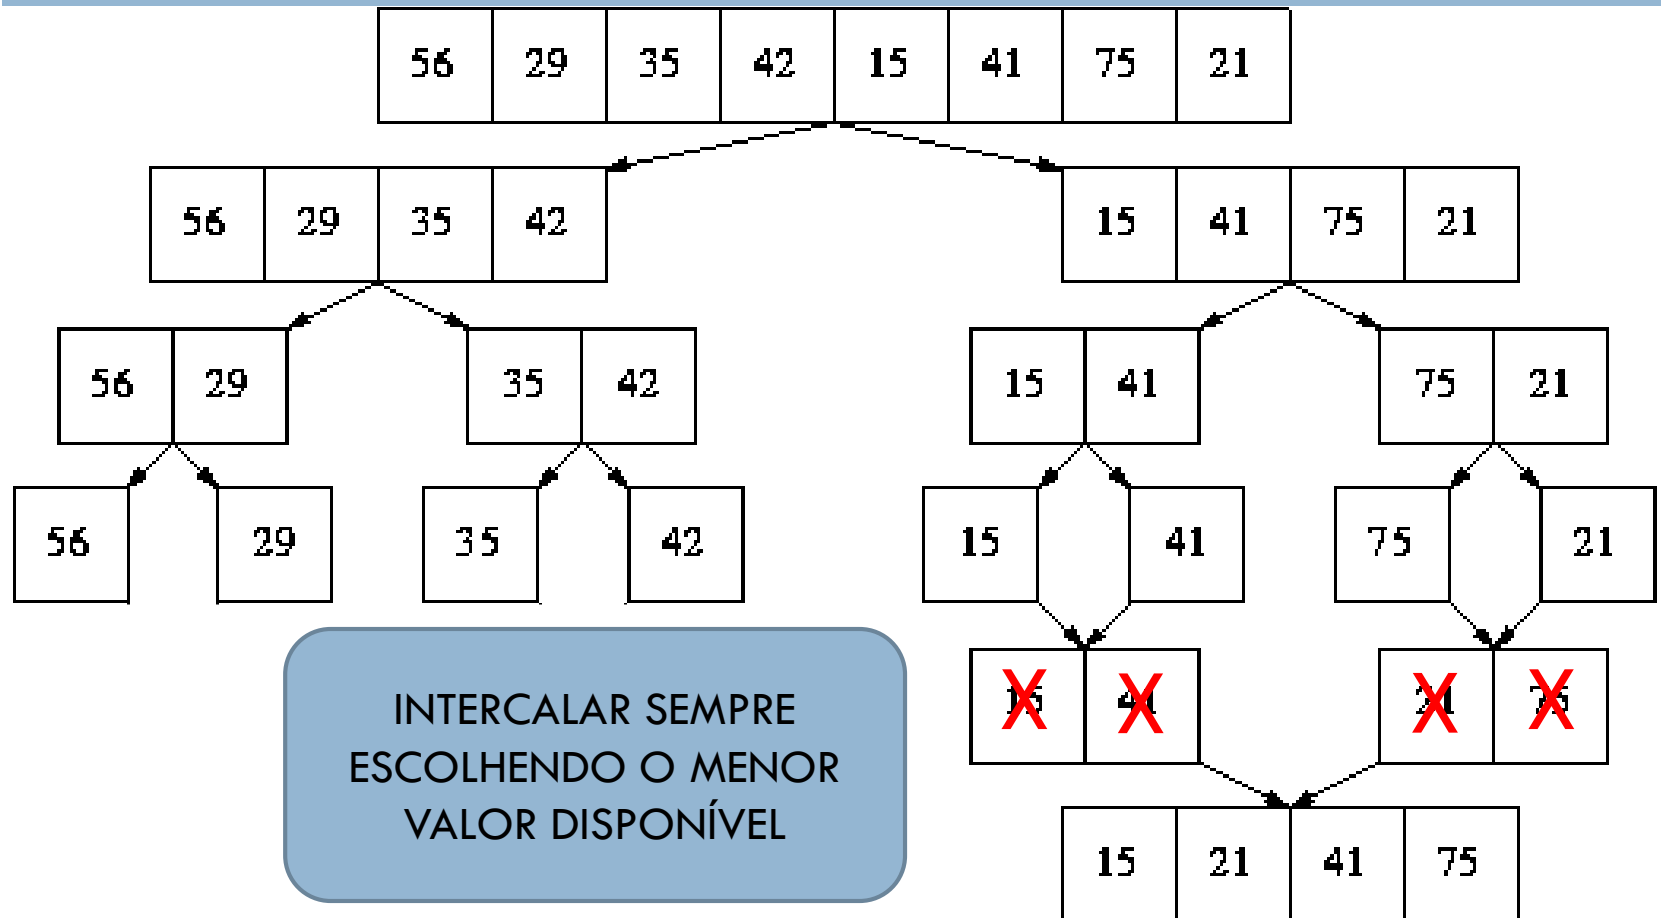 56 29 35 42 15 41 75 21
56 29 35 42 15 41 75 21
56 29 35 42 15 41 75 21
56 29 35 42 15 41 75 21
X X X X
INTERCALAR SEMPRE
ESCOLHENDO O MENOR
VALOR DISPONÍVEL
15 21 41 75